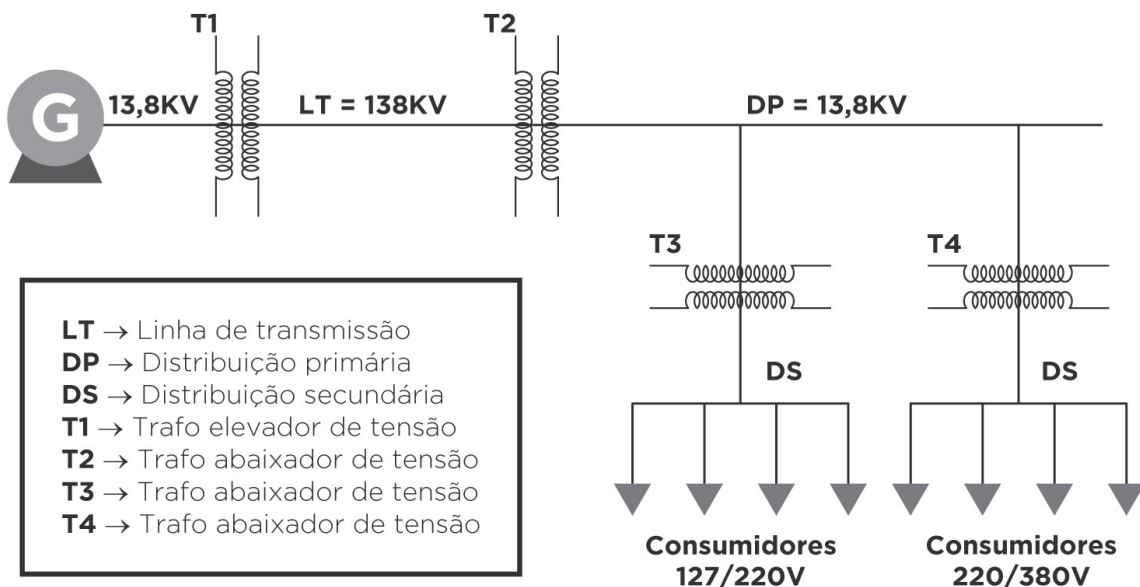 T1
T2
G
13,8KV
LT = 138KV
DP = 13,8KV
T3
T4
LT → Linha de transmissão
DP → Distribuição primária
DS → Distribuição secundária
T1 → Trafo elevador de tensão
T2 → Trafo abaixador de tensão
T3 → Trafo abaixador de tensão
T4 → Trafo abaixador de tensão
DS
DS
Consumidores
127/220V
Consumidores
220/380V